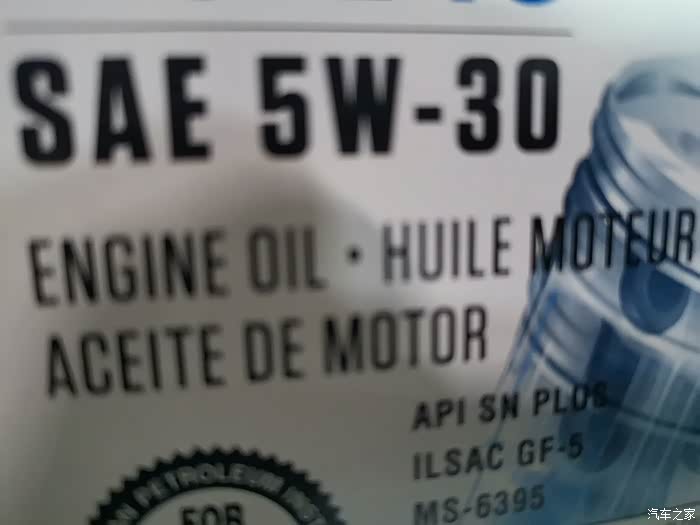 SAE 5W-30
ENGINE OIL • HUILE MOTEUR
ACEITE DE MOTOR
API SN PLUS
ILSAC GF-5
MS-6395
PETROLEUM
FOR
汽车之家